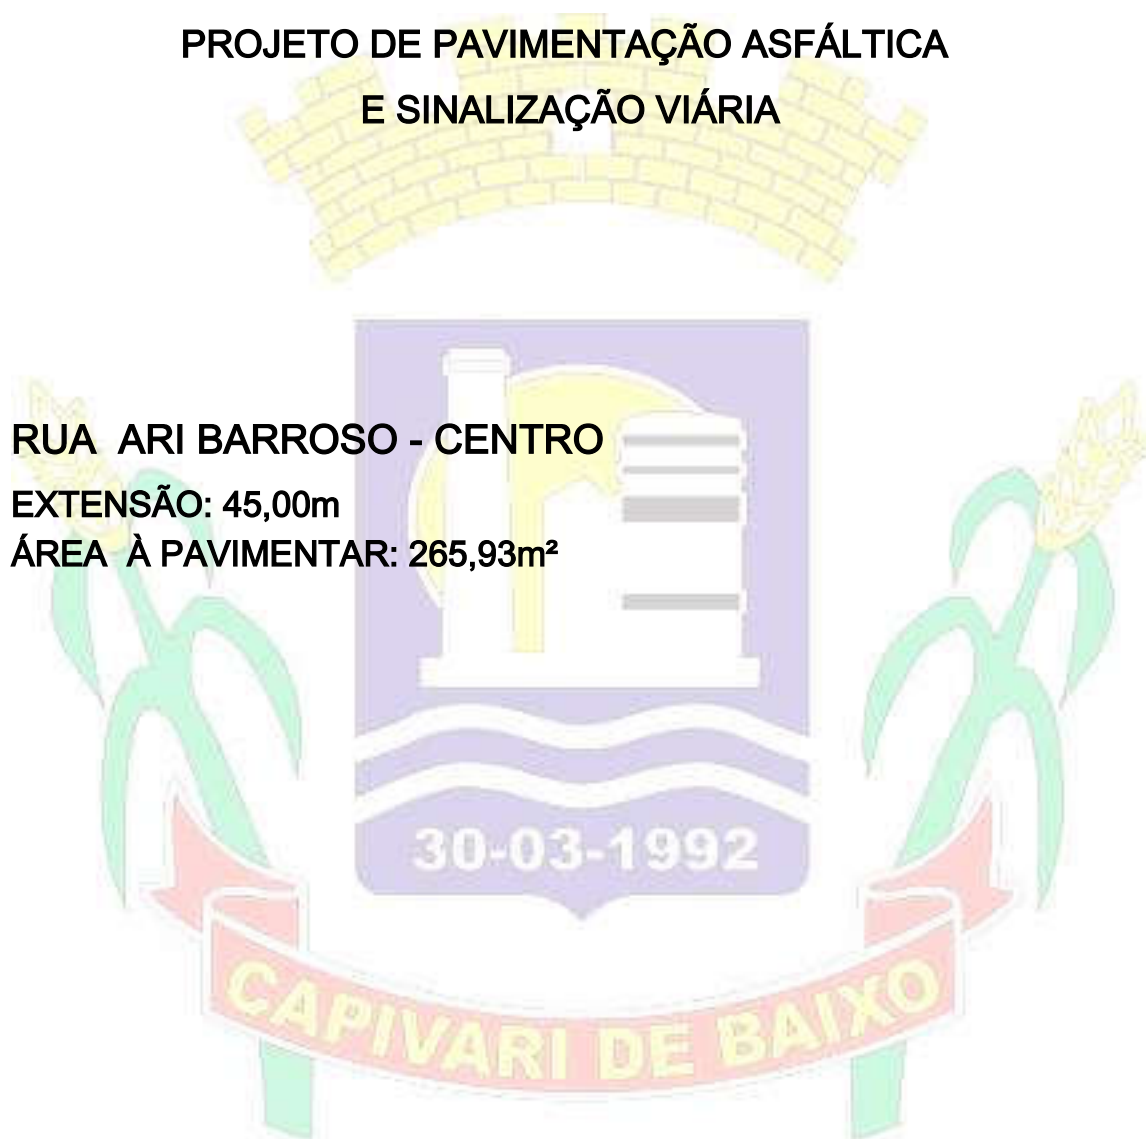 PROJETO DE PAVIMENTAÇÃO ASFÁLTICA
E SINALIZAÇÃO VIÁRIA
RUA ARI BARROSO - CENTRO
EXTENSÃO: 45,00m
ÁREA À PAVIMENTAR: 265,93m²
30-03-1992
CAPIVARI DE BAIXO